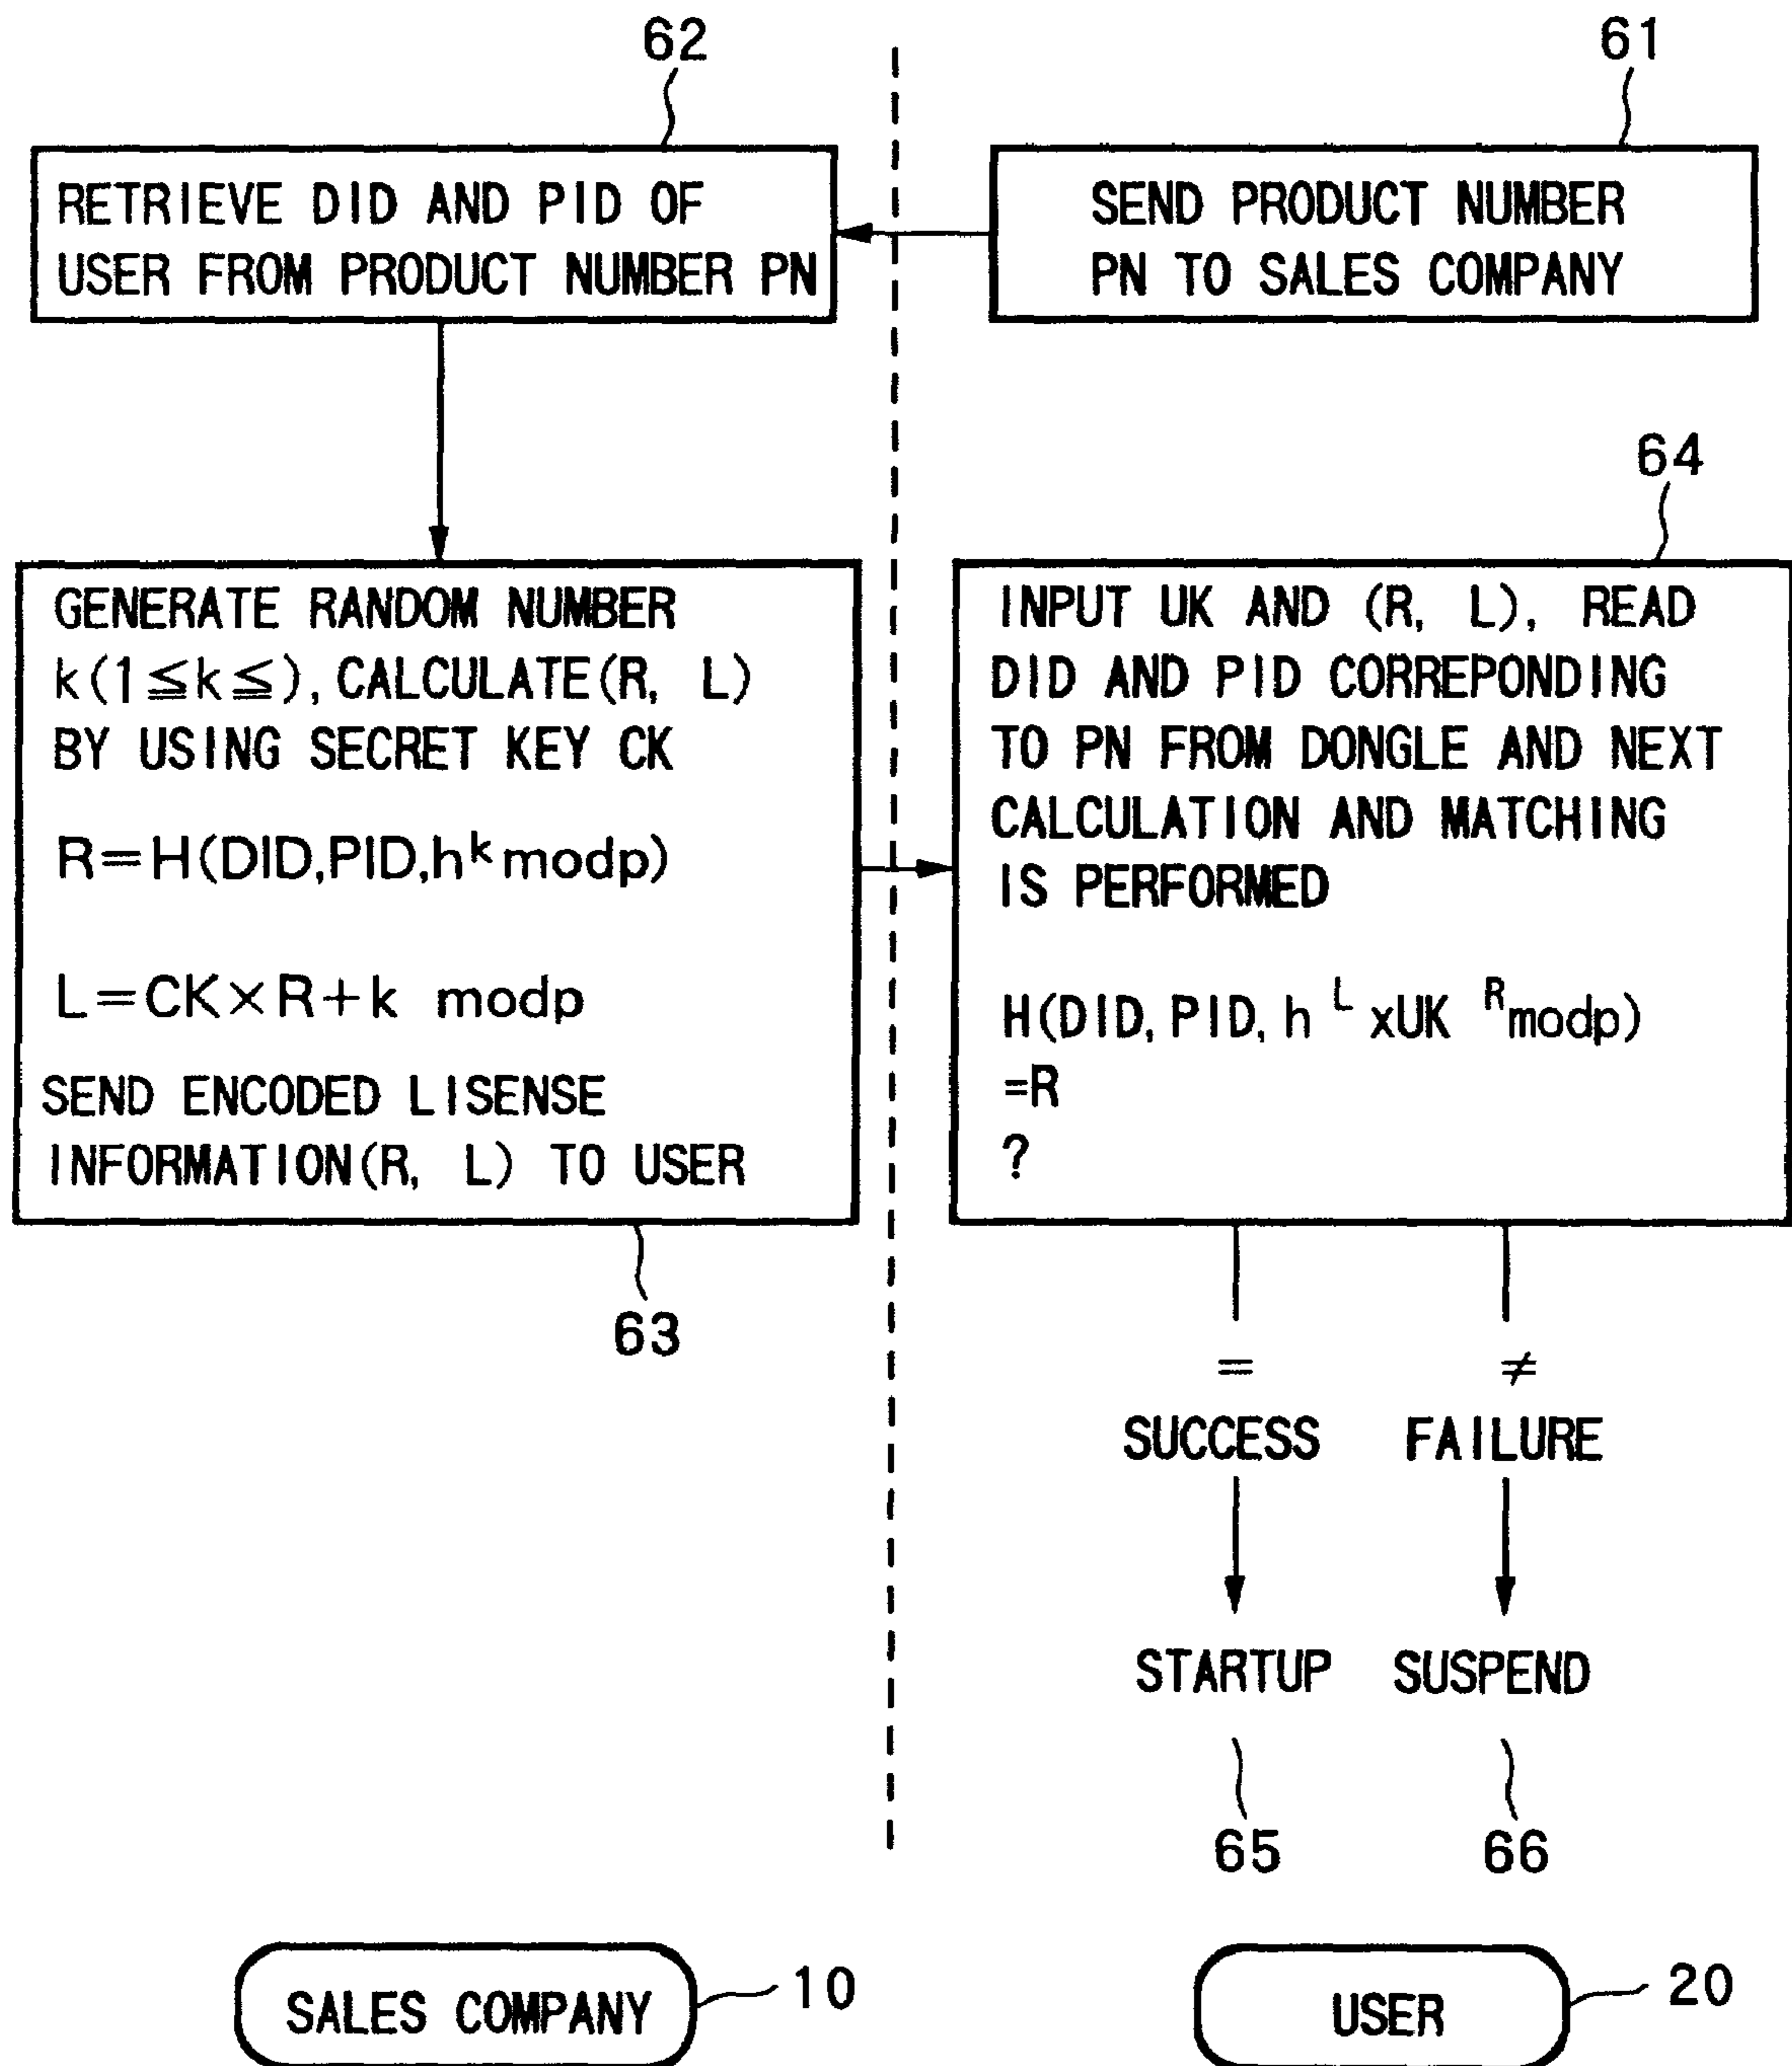 62
61
RETRIEVE DID AND PID OF
USER FROM PRODUCT NUMBER PN
SEND PRODUCT NUMBER
PN TO SALES COMPANY
64
GENERATE RANDOM NUMBER
k(1≦k≦), CALCULATE(R, L)
BY USING SECRET KEY CK
R=H(DID,PID,h^k modp)
L=CK×R+k modp
SEND ENCODED LISENSE
INFORMATION(R, L) TO USER
63
INPUT UK AND (R, L), READ
DID AND PID CORREPONDING
TO PN FROM DONGLE AND NEXT
CALCULATION AND MATCHING
IS PERFORMED
H(DID, PID, h^L xUK^R modp)
=R
?
= ≠
SUCCESS FAILURE
STARTUP SUSPEND
65 66
SALES COMPANY 10
USER 20